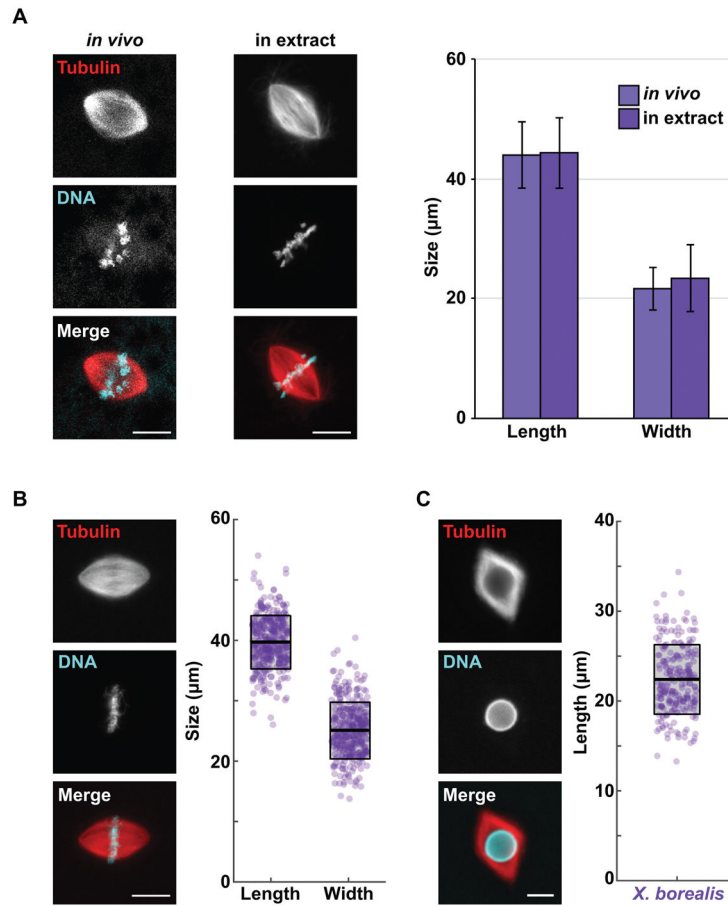 A
in vivo
in extract
Tubulin
DNA
Merge
60
40
20
0
Size (µm)
in vivo
in extract
Length
Width
B
Tubulin
DNA
Merge
60
40
20
0
Size (µm)
Length
Width
C
Tubulin
DNA
Merge
40
30
20
10
0
Length (µm)
X. borealis